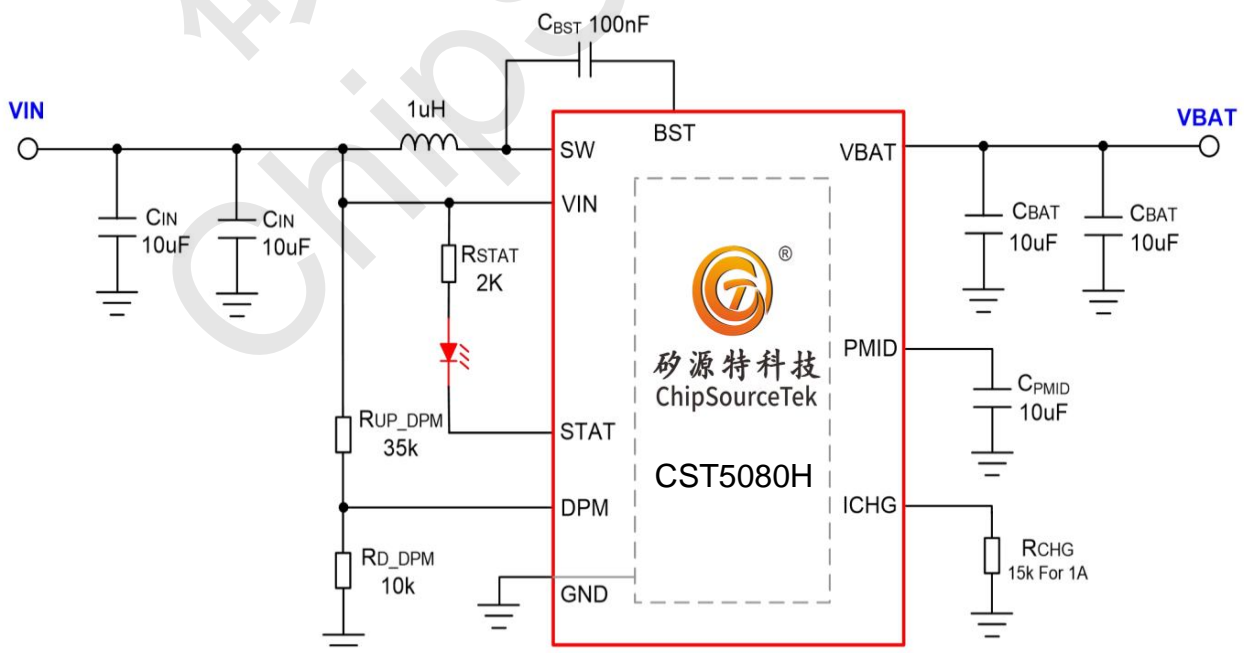 CBST 100nF
VIN
1uH
VBAT
SW
BST
VBAT
VIN
CIN
10uF
CIN
10uF
RSTAT
2K
CBAT
10uF
CBAT
10uF
®
矽源特科技
ChipSourceTek
PMID
CPMID
10uF
RUP_DPM
35k
STAT
CST5080H
DPM
ICHG
RD_DPM
10k
RCHG
15k For 1A
GND
Chips